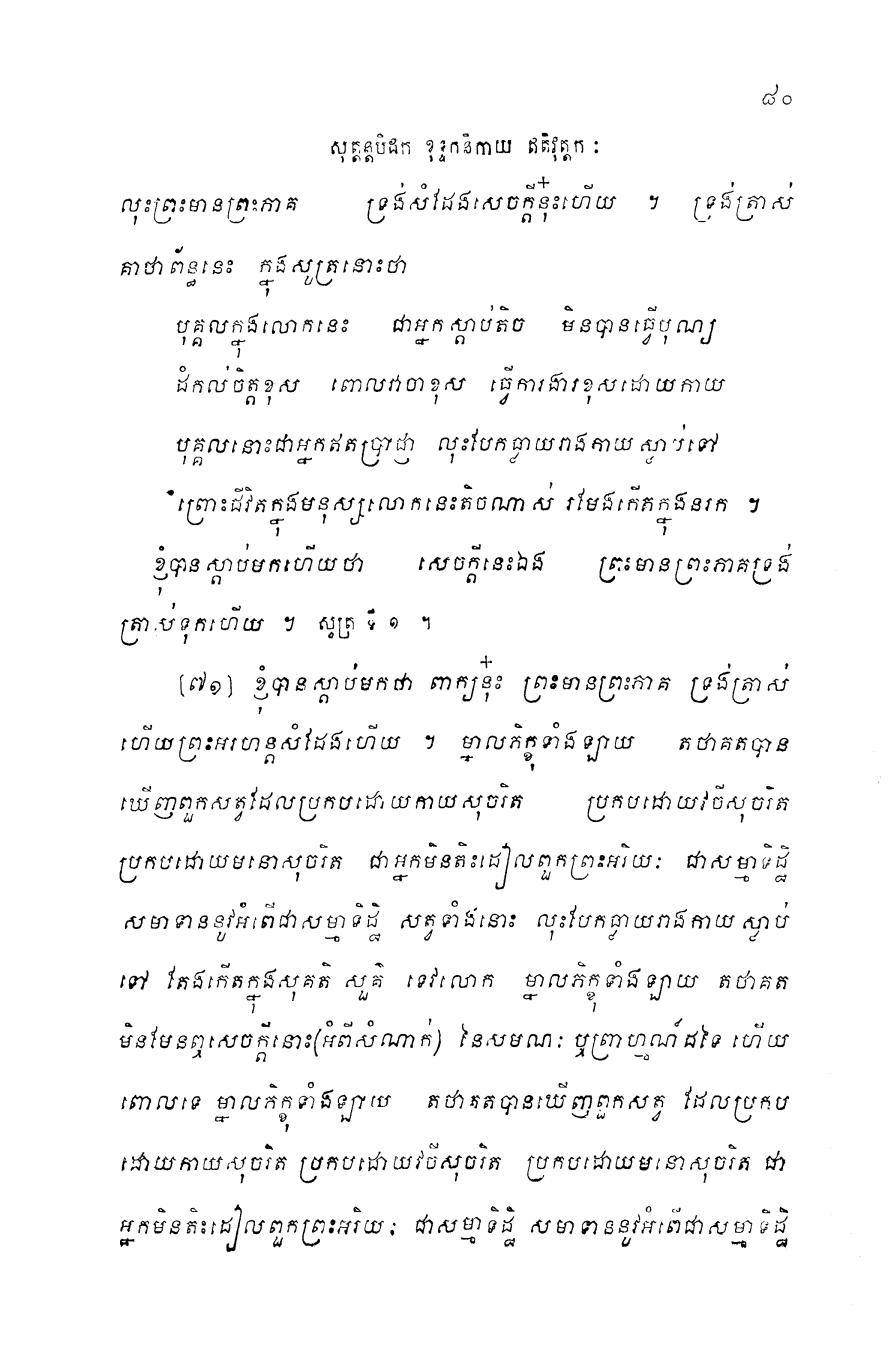 ៨០
សុត្តន្តបិដក ខុទ្ទកនិកាយ ឥតិវុត្តកៈ
លុះព្រះមានព្រះភាគ ទ្រង់សំដែងសេចក្តីនុ៎ះហើយ ។ ទ្រង់ត្រាស់
គាថាព័ន្ធនេះ ក្នុងសូត្រនោះថា
បុគ្គលក្នុងលោកនេះ ជាអ្នកស្តាប់តិច មិនបានធ្វើបុណ្យ
ដំកល់ចិត្តខុស ពោលវាចាខុស ធ្វើការងារខុសដោយកាយ
បុគ្គលនោះជាអ្នកឥតប្រាជ្ញា លុះបែកធ្លាយរាងកាយស្លាប់ទៅ
ព្រោះជីវិតក្នុងមនុស្សលោកនេះតិចណាស់ រមែងកើតក្នុងនរក ។
ខ្ញុំបានស្តាប់មកហើយថា សេចក្តីនេះឯង ព្រះមានព្រះភាគទ្រង់
ត្រាស់ទុកហើយ ។ សូត្រ ទី ១ ។
[៧១] ខ្ញុំបានស្តាប់មកថា ពាក្យនុ៎ះ ព្រះមានព្រះភាគ ទ្រង់ត្រាស់
ហើយព្រះអរហន្តសំដែងហើយ ។ ម្នាលភិក្ខុទាំងឡាយ តថាគតបាន
ឃើញពួកសត្វដែលប្រកបដោយកាយសុចរិត ប្រកបដោយវចីសុចរិត
ប្រកបដោយមនោសុចរិត ជាអ្នកមិនតិះដៀលពួកព្រះអរិយៈ ជាសម្មាទិដ្ឋិ
សមាទាននូវអំពើជាសម្មាទិដ្ឋិ សត្វទាំងនោះ លុះបែកធ្លាយរាងកាយស្លាប់
ទៅ តែងកើតក្នុងសុគតិ សួគ៌ ទេវលោក ម្នាលភិក្ខុទាំងឡាយ តថាគត
មិនមែនឮសេចក្តីនោះ(អំពីសំណាក់) នៃសមណៈ ឬព្រាហ្មណ៍ដទៃ ហើយ
ពោលទេ ម្នាលភិក្ខុទាំងឡាយ តថាគតបានឃើញពួកសត្វ ដែលប្រកប
ដោយកាយសុចរិត ប្រកបដោយវចីសុចរិត ប្រកបដោយមនោសុចរិត ជា
អ្នកមិនតិះដៀលពួកព្រះអរិយៈ ជាសម្មាទិដ្ឋិ សមាទាននូវអំពើជាសម្មាទិដ្ឋិ